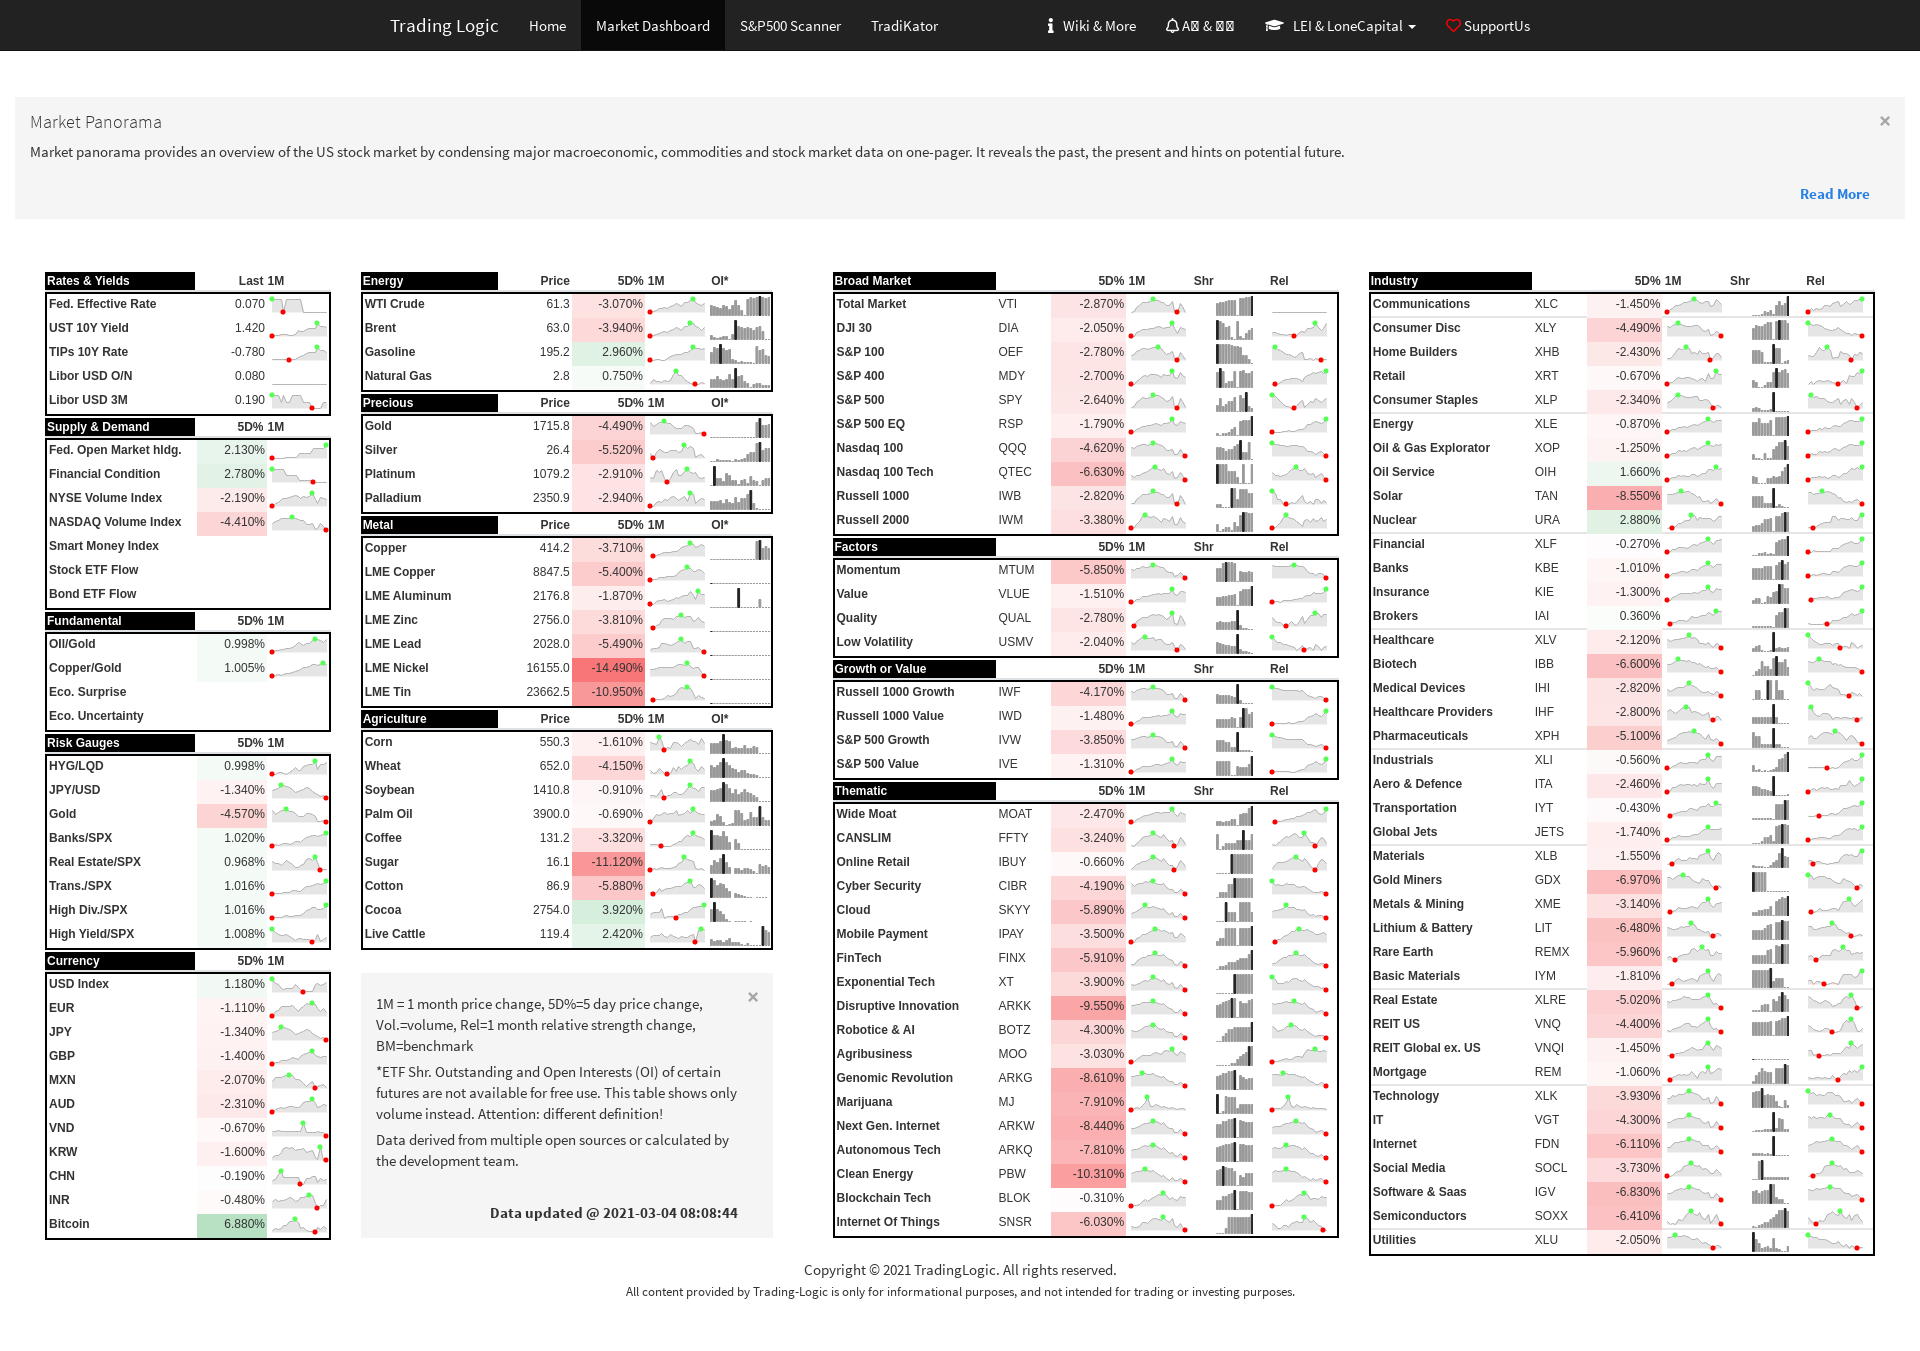 Trading Logic Home Market Dashboard S&P500 Scanner TradiKator Wiki & More A & LEI & LoneCapital SupportUs
Market Panorama ×
Market panorama provides an overview of the US stock market by condensing major macroeconomic, commodities and stock market data on one-pager. It reveals the past, the present and hints on potential future.
Read More
Rates & Yields Last 1M
Fed. Effective Rate 0.070
UST 10Y Yield 1.420
TIPs 10Y Rate -0.780
Libor USD O/N 0.080
Libor USD 3M 0.190
Supply & Demand 5D% 1M
Fed. Open Market hldg. 2.130%
Financial Condition 2.780%
NYSE Volume Index -2.190%
NASDAQ Volume Index -4.410%
Smart Money Index
Stock ETF Flow
Bond ETF Flow
Fundamental 5D% 1M
Oll/Gold 0.998%
Copper/Gold 1.005%
Eco. Surprise
Eco. Uncertainty
Risk Gauges 5D% 1M
HYG/LQD 0.998%
JPY/USD -1.340%
Gold -4.570%
Banks/SPX 1.020%
Real Estate/SPX 0.968%
Trans./SPX 1.016%
High Div./SPX 1.016%
High Yield/SPX 1.008%
Currency 5D% 1M
USD Index 1.180%
EUR -1.110%
JPY -1.340%
GBP -1.400%
MXN -2.070%
AUD -2.310%
VND -0.670%
KRW -1.600%
CHN -0.190%
INR -0.480%
Bitcoin 6.880%
Energy Price 5D% 1M OI*
WTI Crude 61.3 -3.070%
Brent 63.0 -3.940%
Gasoline 195.2 2.960%
Natural Gas 2.8 0.750%
Precious Price 5D% 1M OI*
Gold 1715.8 -4.490%
Silver 26.4 -5.520%
Platinum 1079.2 -2.910%
Palladium 2350.9 -2.940%
Metal Price 5D% 1M OI*
Copper 414.2 -3.710%
LME Copper 8847.5 -5.400%
LME Aluminum 2176.8 -1.870%
LME Zinc 2756.0 -3.810%
LME Lead 2028.0 -5.490%
LME Nickel 16155.0 -14.490%
LME Tin 23662.5 -10.950%
Agriculture Price 5D% 1M OI*
Corn 550.3 -1.610%
Wheat 652.0 -4.150%
Soybean 1410.8 -0.910%
Palm Oil 3900.0 -0.690%
Coffee 131.2 -3.320%
Sugar 16.1 -11.120%
Cotton 86.9 -5.880%
Cocoa 2754.0 3.920%
Live Cattle 119.4 2.420%
×
1M = 1 month price change, 5D%=5 day price change,
Vol.=volume, Rel=1 month relative strength change,
BM=benchmark
*ETF Shr. Outstanding and Open Interests (OI) of certain
futures are not available for free use. This table shows only
volume instead. Attention: different definition!
Data derived from multiple open sources or calculated by
the development team.
Data updated @ 2021-03-04 08:08:44
Broad Market 5D% 1M Shr Rel
Total Market VTI -2.870%
DJI 30 DIA -2.050%
S&P 100 OEF -2.780%
S&P 400 MDY -2.700%
S&P 500 SPY -2.640%
S&P 500 EQ RSP -1.790%
Nasdaq 100 QQQ -4.620%
Nasdaq 100 Tech QTEC -6.630%
Russell 1000 IWB -2.820%
Russell 2000 IWM -3.380%
Factors 5D% 1M Shr Rel
Momentum MTUM -5.850%
Value VLUE -1.510%
Quality QUAL -2.780%
Low Volatility USMV -2.040%
Growth or Value 5D% 1M Shr Rel
Russell 1000 Growth IWF -4.170%
Russell 1000 Value IWD -1.480%
S&P 500 Growth IVW -3.850%
S&P 500 Value IVE -1.310%
Thematic 5D% 1M Shr Rel
Wide Moat MOAT -2.470%
CANSLIM FFTY -3.240%
Online Retail IBUY -0.660%
Cyber Security CIBR -4.190%
Cloud SKYY -5.890%
Mobile Payment IPAY -3.500%
FinTech FINX -5.910%
Exponential Tech XT -3.900%
Disruptive Innovation ARKK -9.550%
Robotice & AI BOTZ -4.300%
Agribusiness MOO -3.030%
Genomic Revolution ARKG -8.610%
Marijuana MJ -7.910%
Next Gen. Internet ARKW -8.440%
Autonomous Tech ARKQ -7.810%
Clean Energy PBW -10.310%
Blockchain Tech BLOK -0.310%
Internet Of Things SNSR -6.030%
Industry 5D% 1M Shr Rel
Communications XLC -1.450%
Consumer Disc XLY -4.490%
Home Builders XHB -2.430%
Retail XRT -0.670%
Consumer Staples XLP -2.340%
Energy XLE -0.870%
Oil & Gas Explorator XOP -1.250%
Oil Service OIH 1.660%
Solar TAN -8.550%
Nuclear URA 2.880%
Financial XLF -0.270%
Banks KBE -1.010%
Insurance KIE -1.300%
Brokers IAI 0.360%
Healthcare XLV -2.120%
Biotech IBB -6.600%
Medical Devices IHI -2.820%
Healthcare Providers IHF -2.800%
Pharmaceuticals XPH -5.100%
Industrials XLI -0.560%
Aero & Defence ITA -2.460%
Transportation IYT -0.430%
Global Jets JETS -1.740%
Materials XLB -1.550%
Gold Miners GDX -6.970%
Metals & Mining XME -3.140%
Lithium & Battery LIT -6.480%
Rare Earth REMX -5.960%
Basic Materials IYM -1.810%
Real Estate XLRE -5.020%
REIT US VNQ -4.400%
REIT Global ex. US VNQI -1.450%
Mortgage REM -1.060%
Technology XLK -3.930%
IT VGT -4.300%
Internet FDN -6.110%
Social Media SOCL -3.730%
Software & Saas IGV -6.830%
Semiconductors SOXX -6.410%
Utilities XLU -2.050%
Copyright © 2021 TradingLogic. All rights reserved.
All content provided by Trading-Logic is only for informational purposes, and not intended for trading or investing purposes.